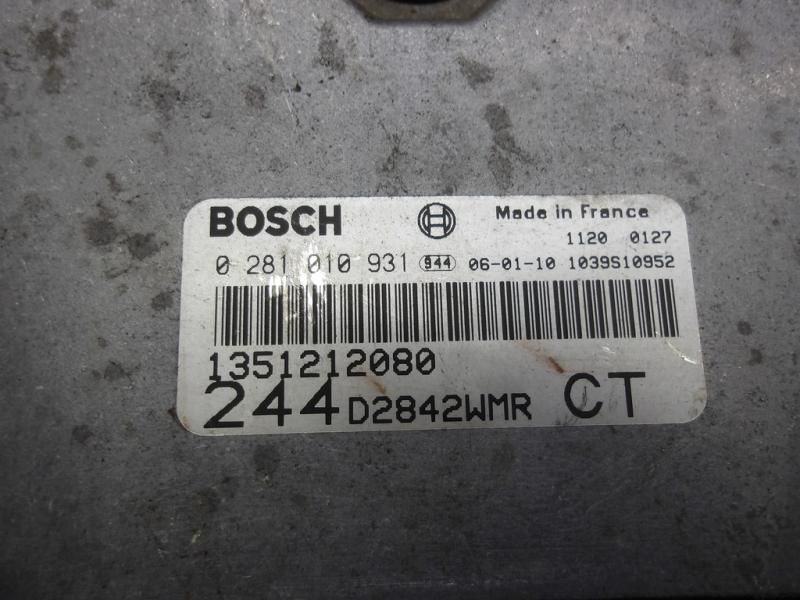 BOSCH Made in France
1120 0127
0 281 010 931 944 06-01-10 1039S10952
1351212080
244 D2842WMR CT